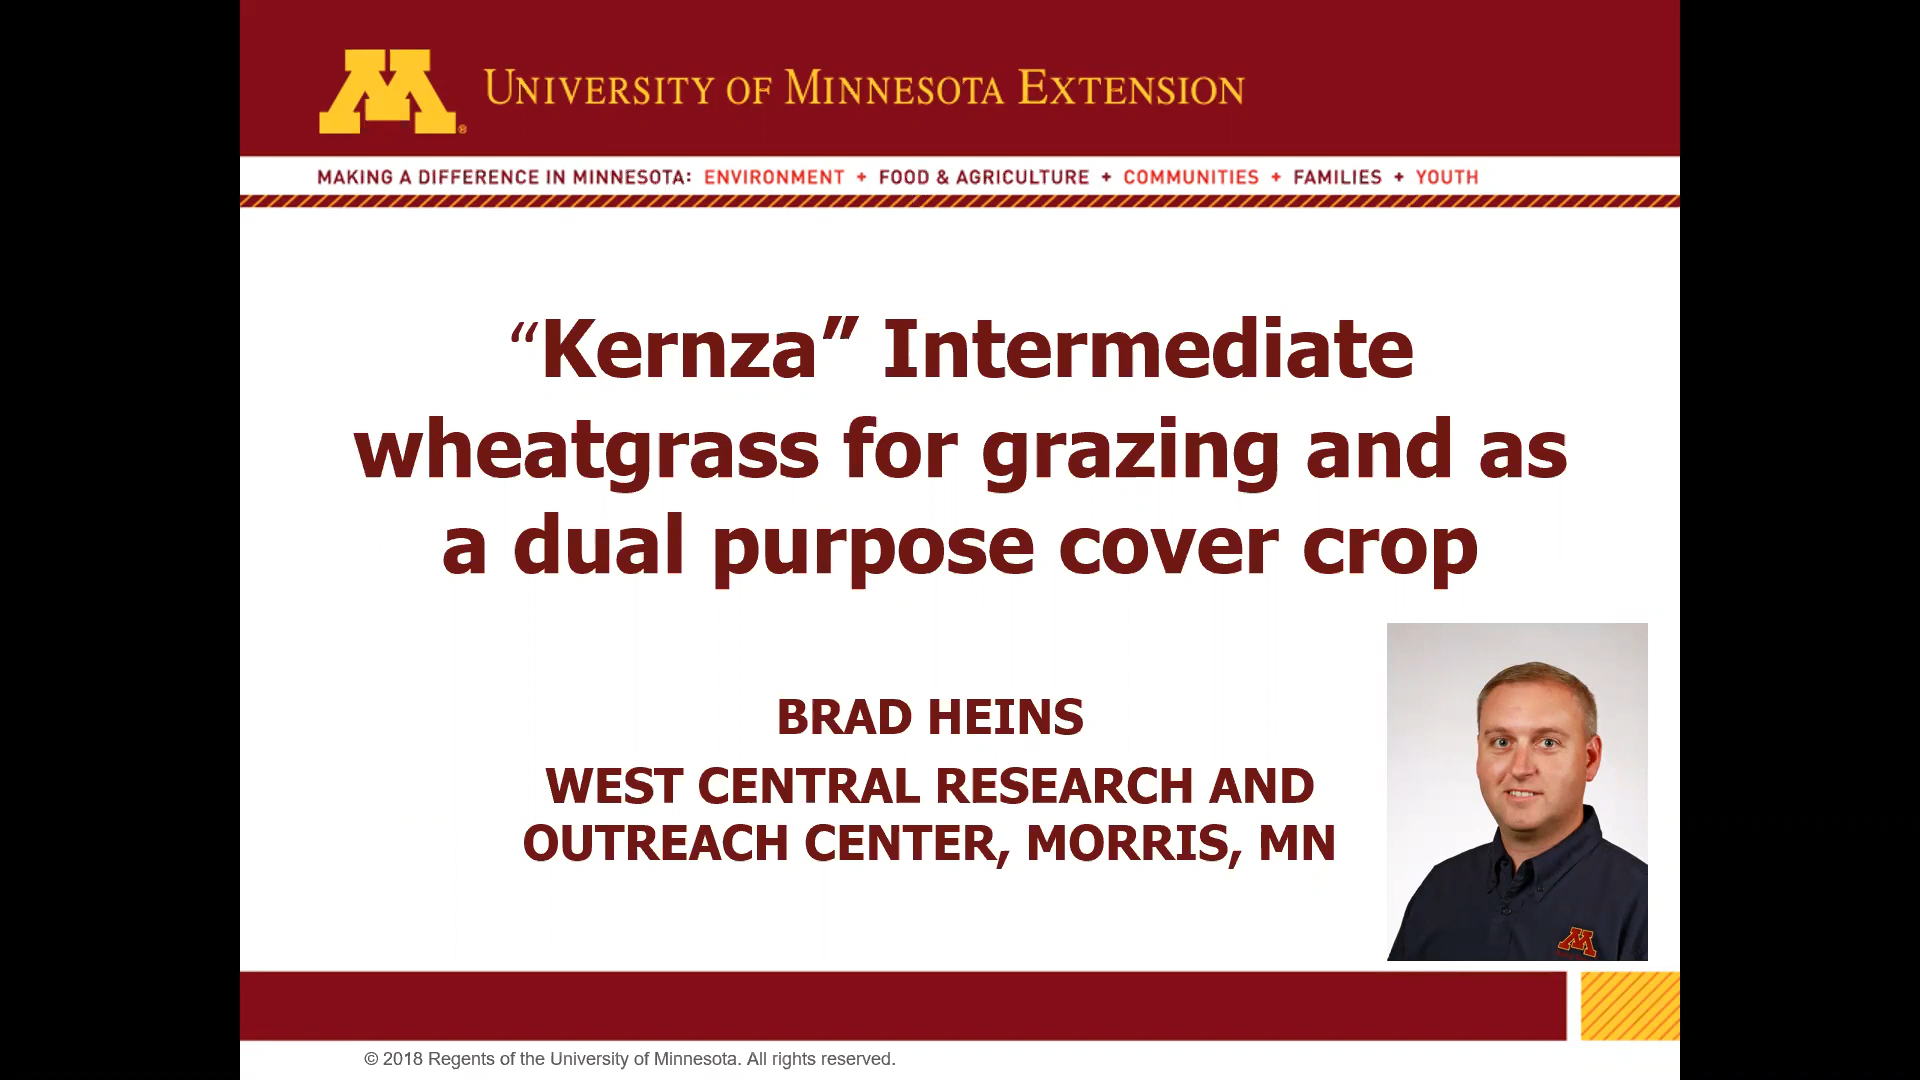 M®
UNIVERSITY OF MINNESOTA EXTENSION
MAKING A DIFFERENCE IN MINNESOTA: ENVIRONMENT + FOOD & AGRICULTURE + COMMUNITIES + FAMILIES + YOUTH
“Kernza” Intermediate
wheatgrass for grazing and as
a dual purpose cover crop
BRAD HEINS
WEST CENTRAL RESEARCH AND
OUTREACH CENTER, MORRIS, MN
M
© 2018 Regents of the University of Minnesota. All rights reserved.